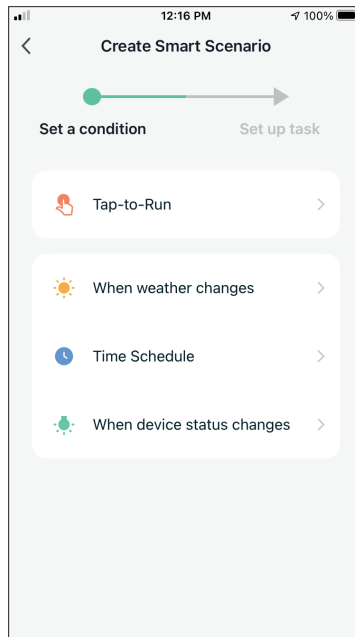 12:16 PM 100%
Create Smart Scenario
Set a condition Set up task
Tap-to-Run
When weather changes
Time Schedule
When device status changes